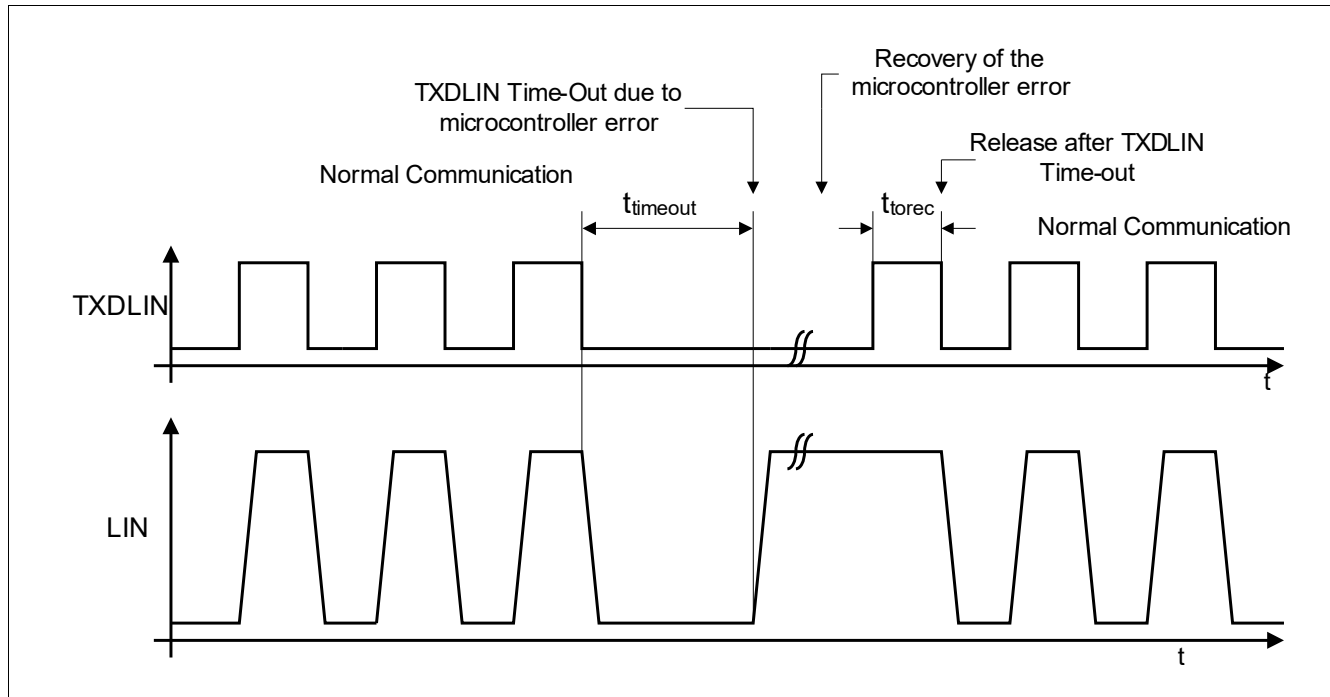 Recovery of the
microcontroller error
TXDLIN Time-Out due to
microcontroller error
Release after TXDLIN
Time-out
Normal Communication
ttimeout
ttorec
Normal Communication
TXDLIN
t
LIN
t